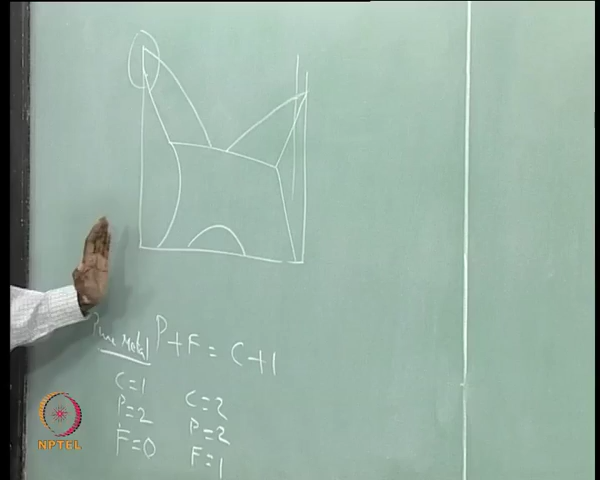 Pure Metal P+F = C+1
C=1 C=2
P=2 P=2
F=0 F=1
NPTEL